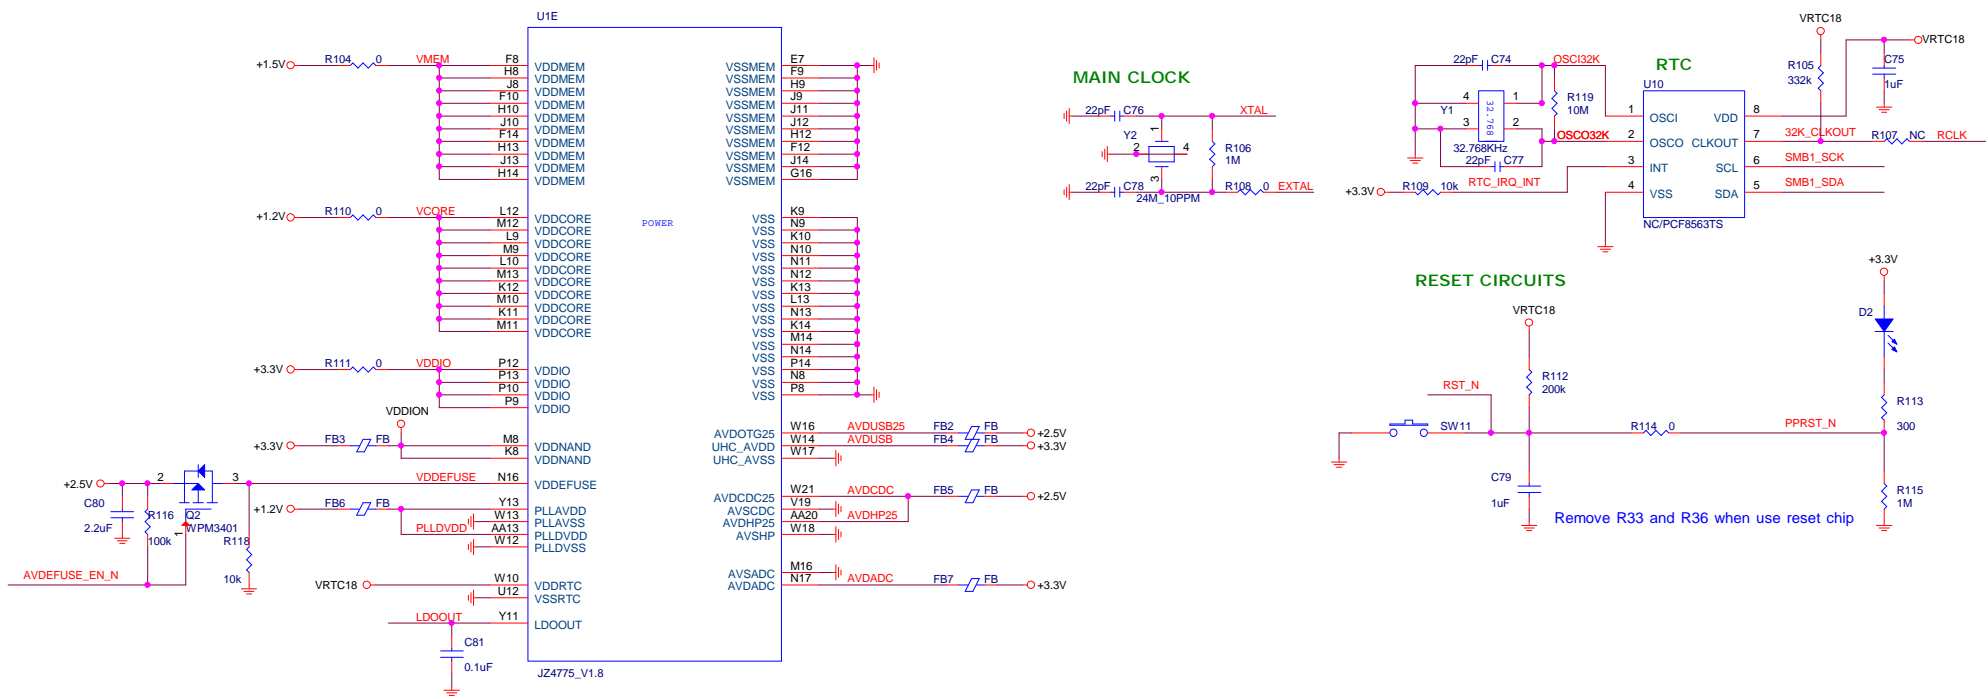 U1E
+1.5V R104 0 VMEM
F8 VDDMEM
H8 VDDMEM
J8 VDDMEM
F10 VDDMEM
H10 VDDMEM
J10 VDDMEM
F14 VDDMEM
H13 VDDMEM
J13 VDDMEM
H14 VDDMEM
+1.2V R110 0 VCORE
L12 VDDCORE
M12 VDDCORE
L9 VDDCORE
M9 VDDCORE
L10 VDDCORE
M13 VDDCORE
K12 VDDCORE
M10 VDDCORE
K11 VDDCORE
M11 VDDCORE
+3.3V R111 0 VDDIO
P12 VDDIO
P13 VDDIO
P10 VDDIO
P9 VDDIO
VDDION
+3.3V FB3 FB
M8 VDDNAND
K8 VDDNAND
+2.5V 2 3 VDDEFUSE N16 VDDEFUSE
C80
2.2uF
R116
100k
Q2
WPM3401
1
R118
10k
AVDEFUSE_EN_N
+1.2V FB6 FB
Y13 PLLAVDD
W13 PLLAVSS
PLLDVDD AA13 PLLDVDD
W12 PLLDVSS
VRTC18 W10 VDDRTC
U12 VSSRTC
LDOOUT Y11 LDOOUT
C81
0.1uF
POWER
JZ4775_V1.8
VSSMEM E7
VSSMEM F9
VSSMEM H9
VSSMEM J9
VSSMEM J11
VSSMEM J12
VSSMEM H12
VSSMEM F12
VSSMEM J14
VSSMEM G16
VSS K9
VSS N9
VSS K10
VSS N10
VSS N11
VSS N12
VSS K13
VSS L13
VSS N13
VSS K14
VSS M14
VSS N14
VSS P14
VSS N8
VSS P8
AVDOTG25 W16 AVDUSB25 FB2 FB +2.5V
UHC_AVDD W14 AVDUSB FB4 FB +3.3V
UHC_AVSS W17
AVDCDC25 W21 AVDCDC FB5 FB +2.5V
AVSCDC V19
AVDHP25 AA20 AVDHP25
AVSHP W18
AVSADC M16
AVDADC N17 AVDADC FB7 FB +3.3V
MAIN CLOCK
22pF C76 XTAL
Y2 1
2 4
3
R106
1M
22pF C78 R108 0 EXTAL
24M_10PPM
RTC
VRTC18
VRTC18
22pF C74 OSCI32K
U10
R105
332k
C75
1uF
4 1
Y1 32.768
3 2
32.768KHz
R119
10M
OSCO32K
22pF C77
1 OSCI VDD 8
2 OSCO CLKOUT 7 32K_CLKOUT R107 NC RCLK
3 INT SCL 6 SMB1_SCK
4 VSS SDA 5 SMB1_SDA
+3.3V R109 10k RTC_IRQ_INT
NC/PCF8563TS
RESET CIRCUITS
VRTC18
+3.3V
D2
R112
200k
RST_N
R113
300
SW11 R114 0 PPRST_N
C79
1uF
R115
1M
Remove R33 and R36 when use reset chip